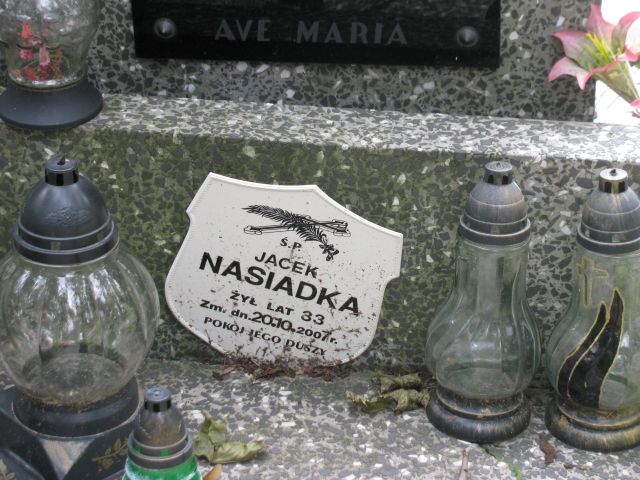 AVE MARIA
Ś.P.
JACEK
NASIADKA
ŻYŁ LAT 33
Zm. dn. 20.10.2007r.
POKÓJ JEGO DUSZY